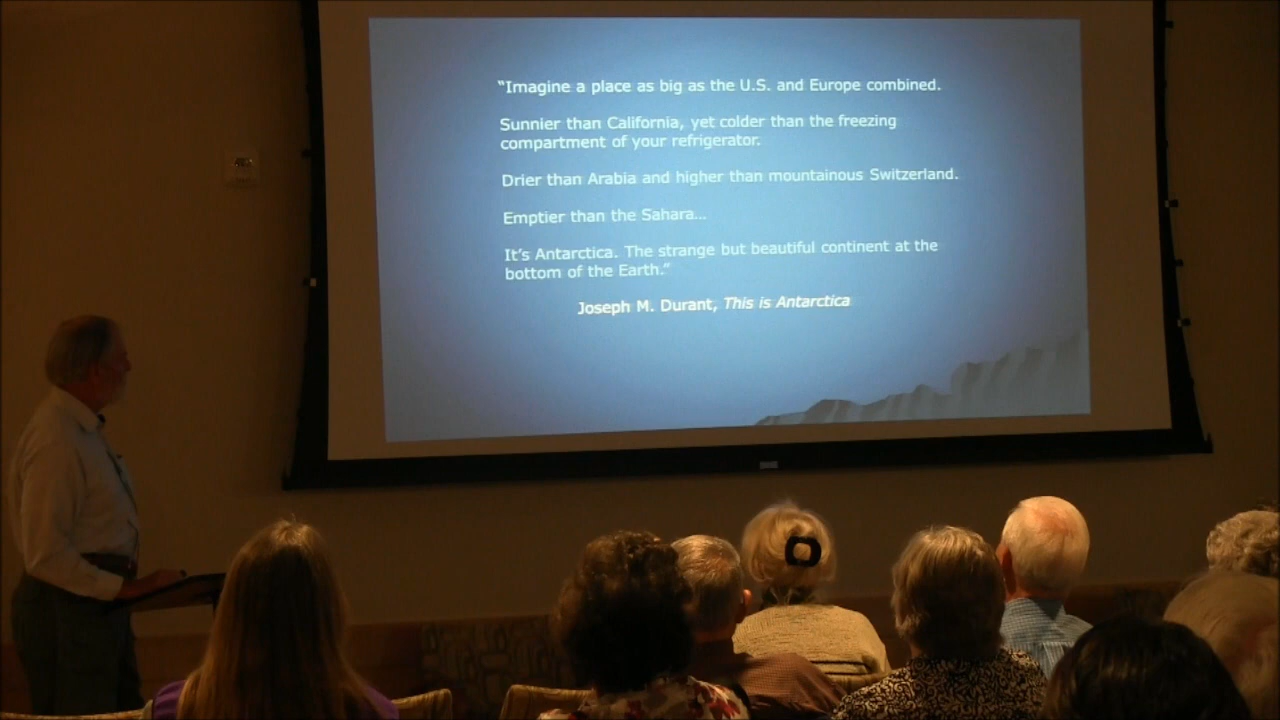 “Imagine a place as big as the U.S. and Europe combined.
Sunnier than California, yet colder than the freezing
compartment of your refrigerator.
Drier than Arabia and higher than mountainous Switzerland.
Emptier than the Sahara...
It’s Antarctica. The strange but beautiful continent at the
bottom of the Earth.”
Joseph M. Durant, This is Antarctica